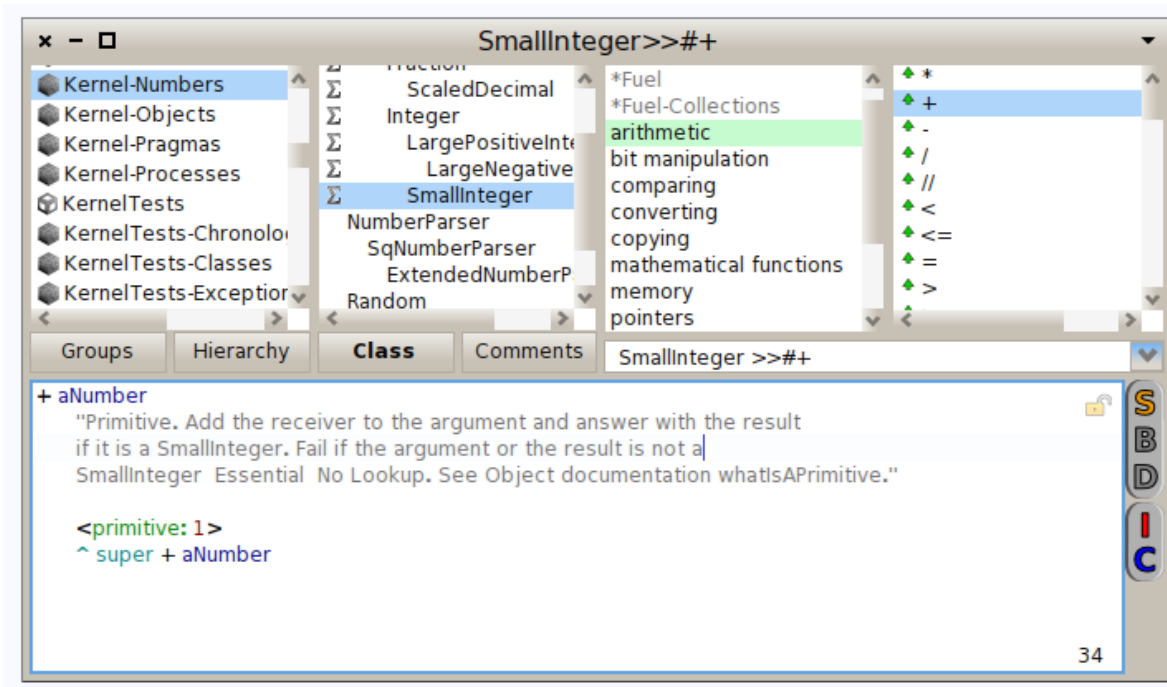 SmallInteger>>#+
Kernel-Numbers
Kernel-Objects
Kernel-Pragmas
Kernel-Processes
KernelTests
KernelTests-Chronolo
KernelTests-Classes
KernelTests-Exception
Σ
Σ ScaledDecimal
Σ Integer
Σ LargePositiveInte
Σ LargeNegative
Σ SmallInteger
NumberParser
SqNumberParser
ExtendedNumberP
Random
*Fuel
*Fuel-Collections
arithmetic
bit manipulation
comparing
converting
copying
mathematical functions
memory
pointers
*
+
-
/
//
<
<=
=
>
Groups
Hierarchy
Class
Comments
SmallInteger >>#+
+ aNumber
"Primitive. Add the receiver to the argument and answer with the result
if it is a SmallInteger. Fail if the argument or the result is not a
SmallInteger  Essential  No Lookup. See Object documentation whatIsAPrimitive."
<primitive: 1>
^ super + aNumber
34
S
B
D
I
C